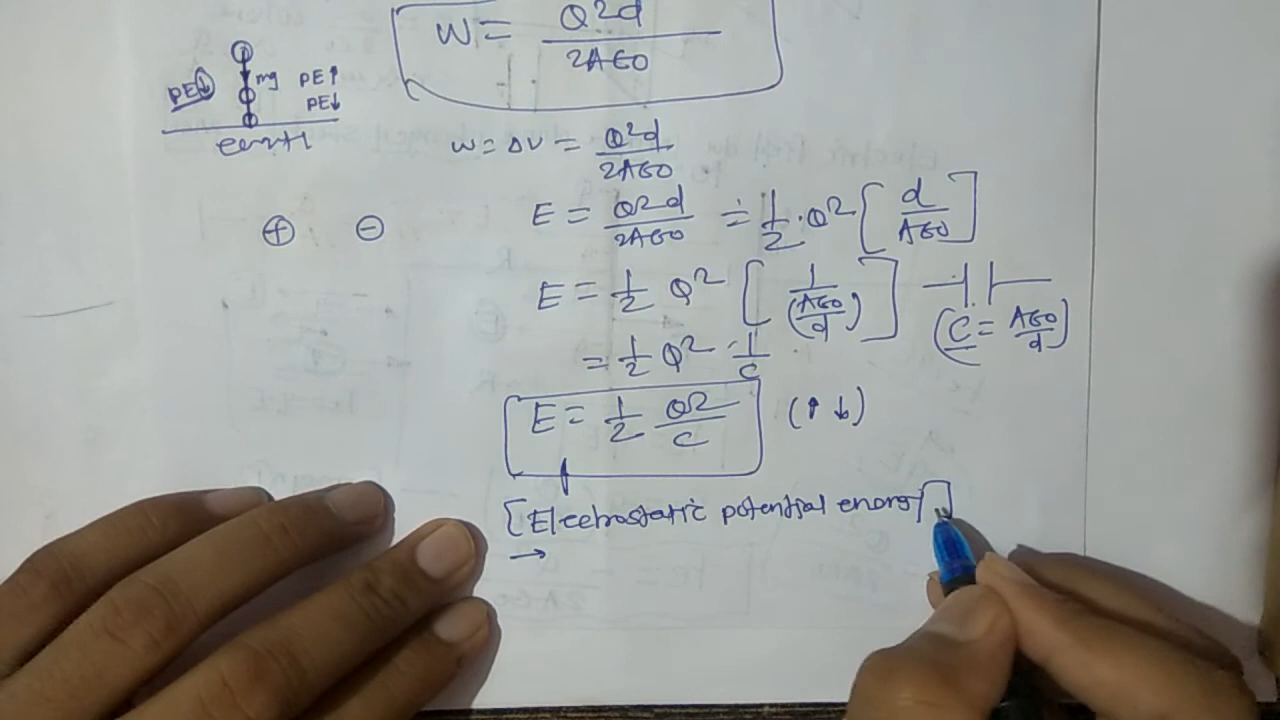 W = Q²d / 2Aϵ0
PE↓ mg PE↑
PE↓
earth
W = ΔU = Q²d / 2Aϵ0
⊕ ⊖
E = Q²d / 2Aϵ0 = 1/2 · Q² [ d / Aϵ0 ]
E = 1/2 Q² [ 1 / (Aϵ0/d) ]
(C = Aϵ0/d)
= 1/2 Q² · 1/C
E = 1/2 Q²/C (↑ ↓)
[Electrostatic potential energy]
→